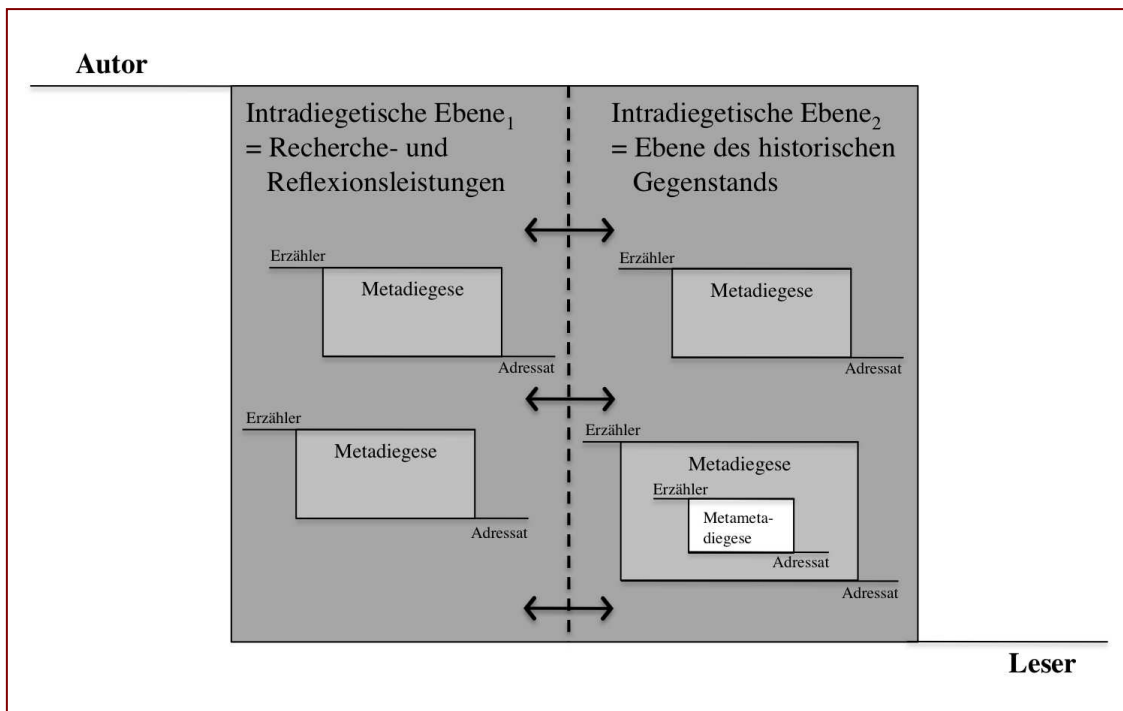 Autor
Intradiegetische Ebene₁
= Recherche- und
Reflexionsleistungen
Intradiegetische Ebene₂
= Ebene des historischen
Gegenstands
Erzähler
Metadiegese
Adressat
Erzähler
Metadiegese
Adressat
Erzähler
Metadiegese
Adressat
Erzähler
Metadiegese
Erzähler
Metameta-
diegese
Adressat
Adressat
Leser